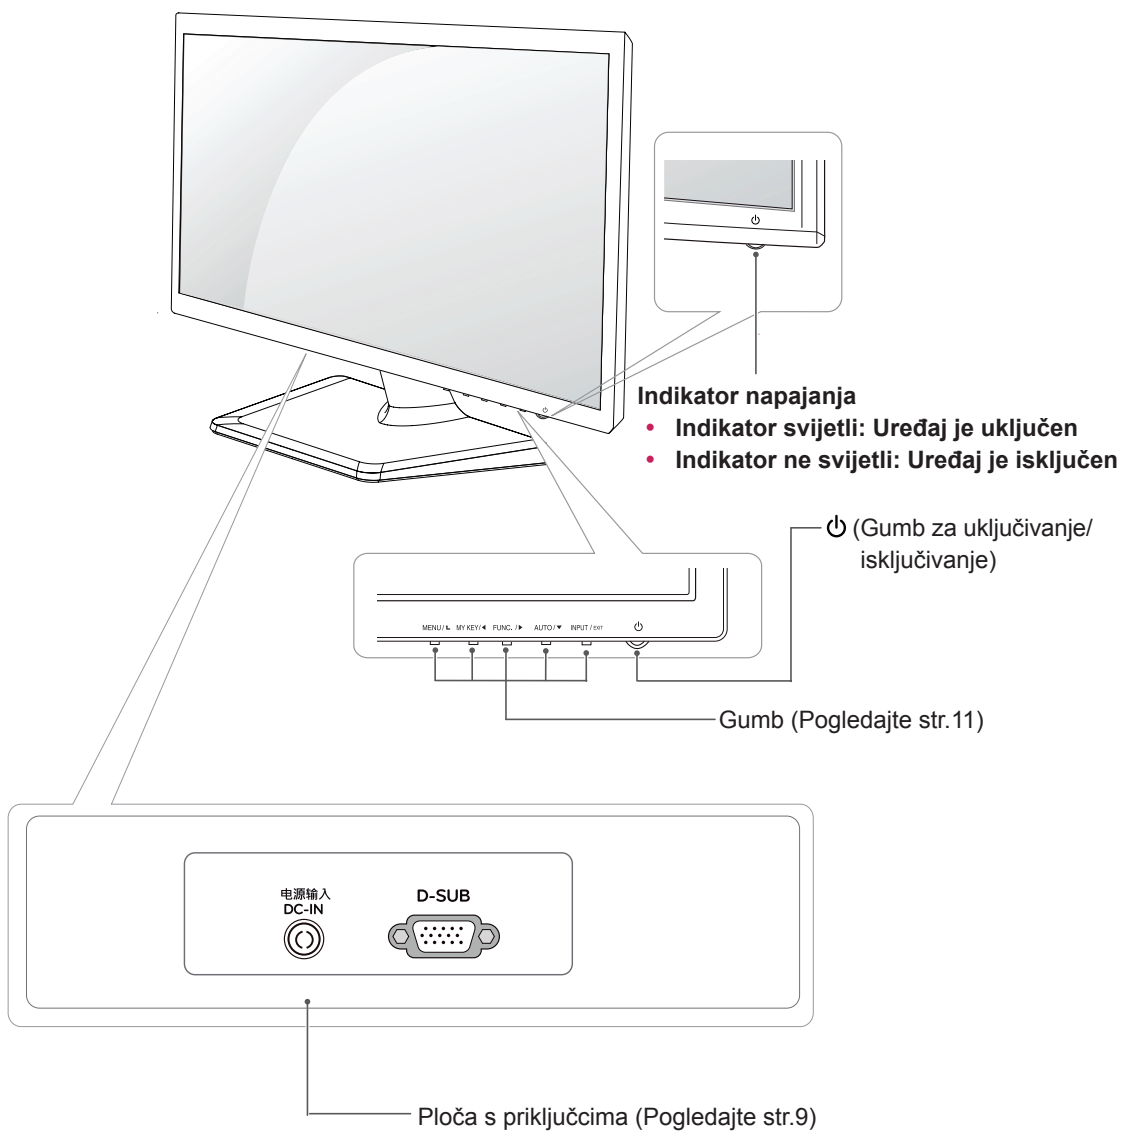 Indikator napajanja
• Indikator svijetli: Uređaj je uključen
• Indikator ne svijetli: Uređaj je isključen
⏻ (Gumb za uključivanje/
isključivanje)
MENU/ MY KEY/◀ FUNC. /▶ AUTO/▼ INPUT / EXIT
Gumb (Pogledajte str.11)
电源输入
DC-IN
D-SUB
Ploča s priključcima (Pogledajte str.9)